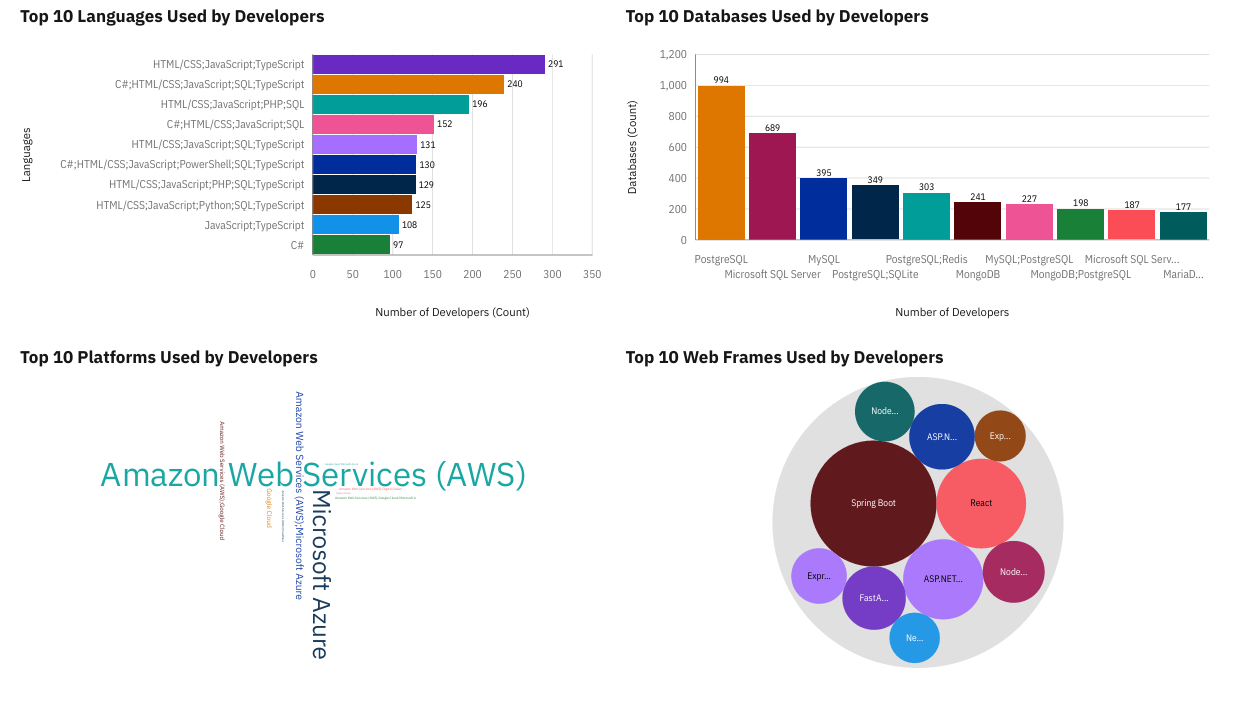 Top 10 Languages Used by Developers
Languages
HTML/CSS;JavaScript;TypeScript
291
C#;HTML/CSS;JavaScript;SQL;TypeScript
240
HTML/CSS;JavaScript;PHP;SQL
196
C#;HTML/CSS;JavaScript;SQL
152
HTML/CSS;JavaScript;SQL;TypeScript
131
C#;HTML/CSS;JavaScript;PowerShell;SQL;TypeScript
130
HTML/CSS;JavaScript;PHP;SQL;TypeScript
129
HTML/CSS;JavaScript;Python;SQL;TypeScript
125
JavaScript;TypeScript
108
C#
97
0 50 100 150 200 250 300 350
Number of Developers (Count)
Top 10 Databases Used by Developers
Databases (Count)
1,200
1,000
800
600
400
200
0
994
689
395
349
303
241
227
198
187
177
PostgreSQL
Microsoft SQL Server
MySQL
PostgreSQL;SQLite
PostgreSQL;Redis
MongoDB
MySQL;PostgreSQL
MongoDB;PostgreSQL
Microsoft SQL Serv...
MariaD...
Number of Developers
Top 10 Platforms Used by Developers
Amazon Web Services (AWS)
Microsoft Azure
Amazon Web Services (AWS);Microsoft Azure
Amazon Web Services (AWS);Google Cloud
Google Cloud
Top 10 Web Frames Used by Developers
Node...
ASP.N...
Exp...
Spring Boot
React
Expr...
FastA...
ASP.NET...
Node...
Ne...